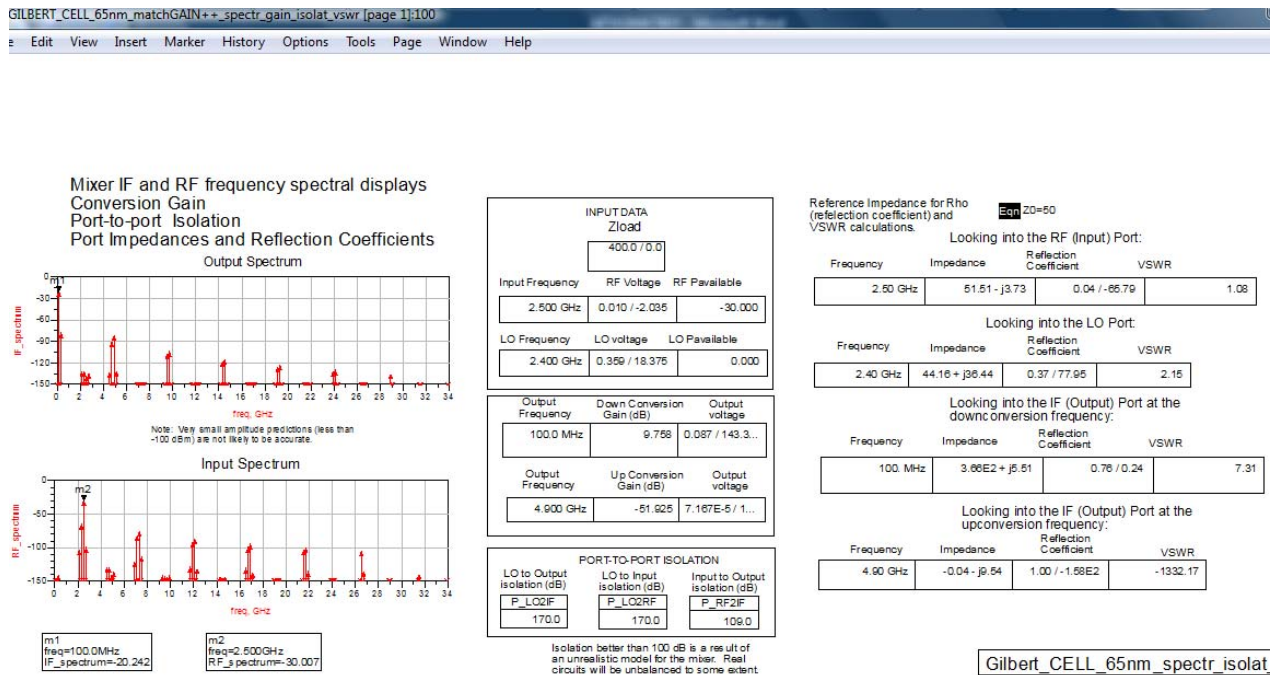 GILBERT_CELL_65nm_matchGAIN++_spectr_gain_isolat_vswr [page 1]:100
Edit View Insert Marker History Options Tools Page Window Help
Mixer IF and RF frequency spectral displays
Conversion Gain
Port-to-port Isolation
Port Impedances and Reflection Coefficients
Output Spectrum
m1
0
-30
-60
-90
-120
-150
IF_spectrum
0 2 4 6 8 10 12 14 16 18 20 22 24 26 28 30 32 34
freq, GHz
Note: Very small amplitude predictions (less than
-100 dBm) are not likely to be accurate.
Input Spectrum
m2
0
-50
-100
-150
RF_spectrum
0 2 4 6 8 10 12 14 16 18 20 22 24 26 28 30 32 34
freq, GHz
m1
freq=100.0MHz
IF_spectrum=-20.242
m2
freq=2.500GHz
RF_spectrum=-30.007
INPUT DATA
Zload
400.0 / 0.0
Input Frequency RF Voltage RF Pavailable
2.500 GHz 0.010 / -2.035 -30.000
LO Frequency LO voltage LO Pavailable
2.400 GHz 0.359 / 18.375 0.000
Output Frequency Down Conversion Gain (dB) Output voltage
100.0 MHz 9.758 0.087 / 143.3...
Output Frequency Up Conversion Gain (dB) Output voltage
4.900 GHz -51.925 7.167E-5 / 1...
PORT-TO-PORT ISOLATION
LO to Output isolation (dB) LO to Input isolation (dB) Input to Output isolation (dB)
P_LO2IF P_LO2RF P_RF2IF
170.0 170.0 109.0
Isolation better than 100 dB is a result of
an unrealistic model for the mixer. Real
circuits will be unbalanced to some extent.
Reference Impedance for Rho
(refelection coefficient) and
VSWR calculations.
Eqn Z0=50
Looking into the RF (Input) Port:
Frequency Impedance Reflection Coefficient VSWR
2.50 GHz 51.51 - j3.73 0.04 / -65.79 1.08
Looking into the LO Port:
Frequency Impedance Reflection Coefficient VSWR
2.40 GHz 44.16 + j36.44 0.37 / 77.95 2.15
Looking into the IF (Output) Port at the
downconversion frequency:
Frequency Impedance Reflection Coefficient VSWR
100. MHz 3.66E2 + j5.51 0.76 / 0.24 7.31
Looking into the IF (Output) Port at the
upconversion frequency:
Frequency Impedance Reflection Coefficient VSWR
4.90 GHz -0.04 - j9.54 1.00 / -1.58E2 -1332.17
Gilbert_CELL_65nm_spectr_isolat_